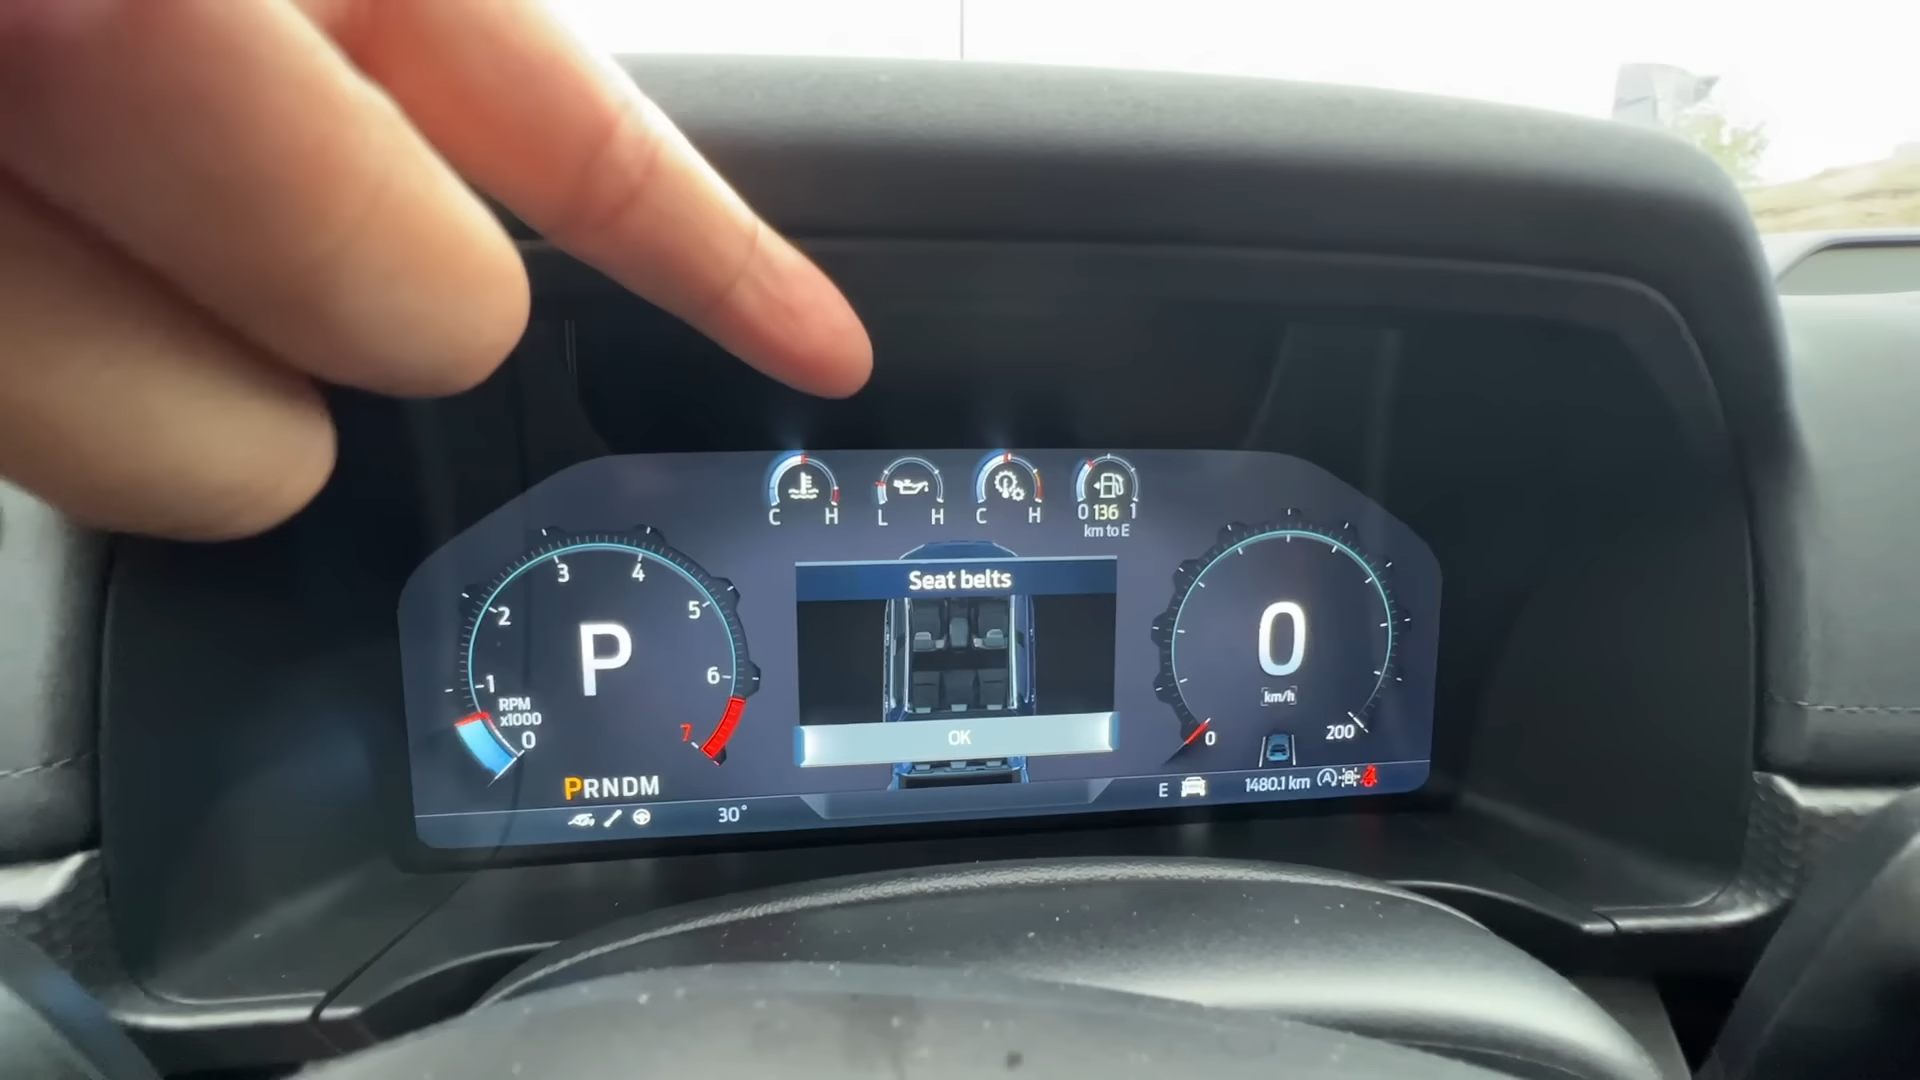 C H
L H
C H
0 136 1
km to E
Seat belts
OK
0
1
2
3
4
5
6
7
RPM
x1000
P
PRNDM
30°
0
km/h
0
200
E
1480.1 km
A